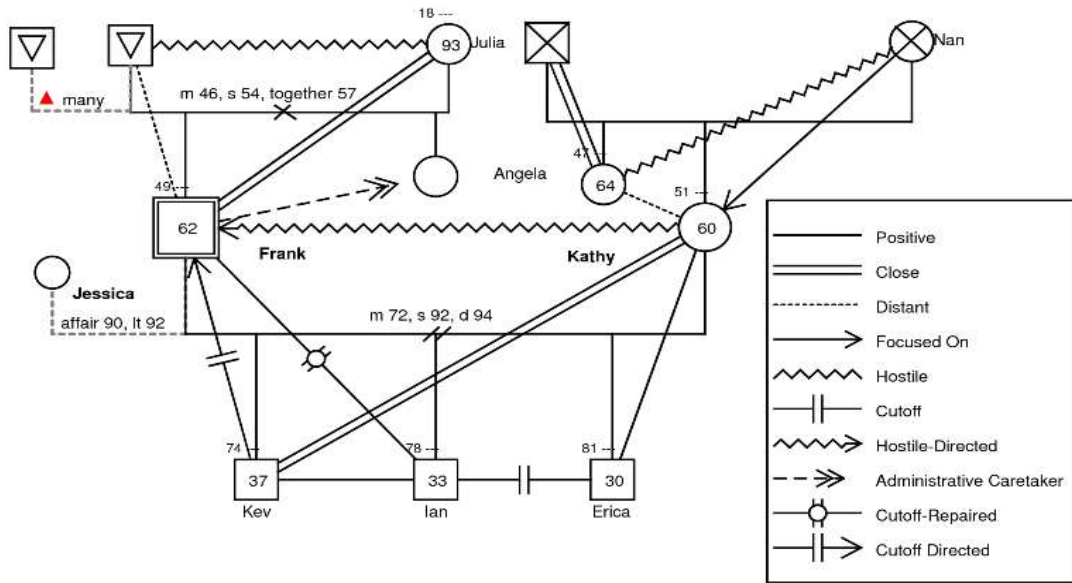 18 ---
93 Julia
Nan
many
m 46, s 54, together 57
47 ---
Angela
64
49 ---
51 ---
62
60
Frank
Kathy
Jessica
affair 90, lt 92
m 72, s 92, d 94
74 ---
78 ---
81 ---
37
33
30
Kev
Ian
Erica
Positive
Close
Distant
Focused On
Hostile
Cutoff
Hostile-Directed
Administrative Caretaker
Cutoff-Repaired
Cutoff Directed